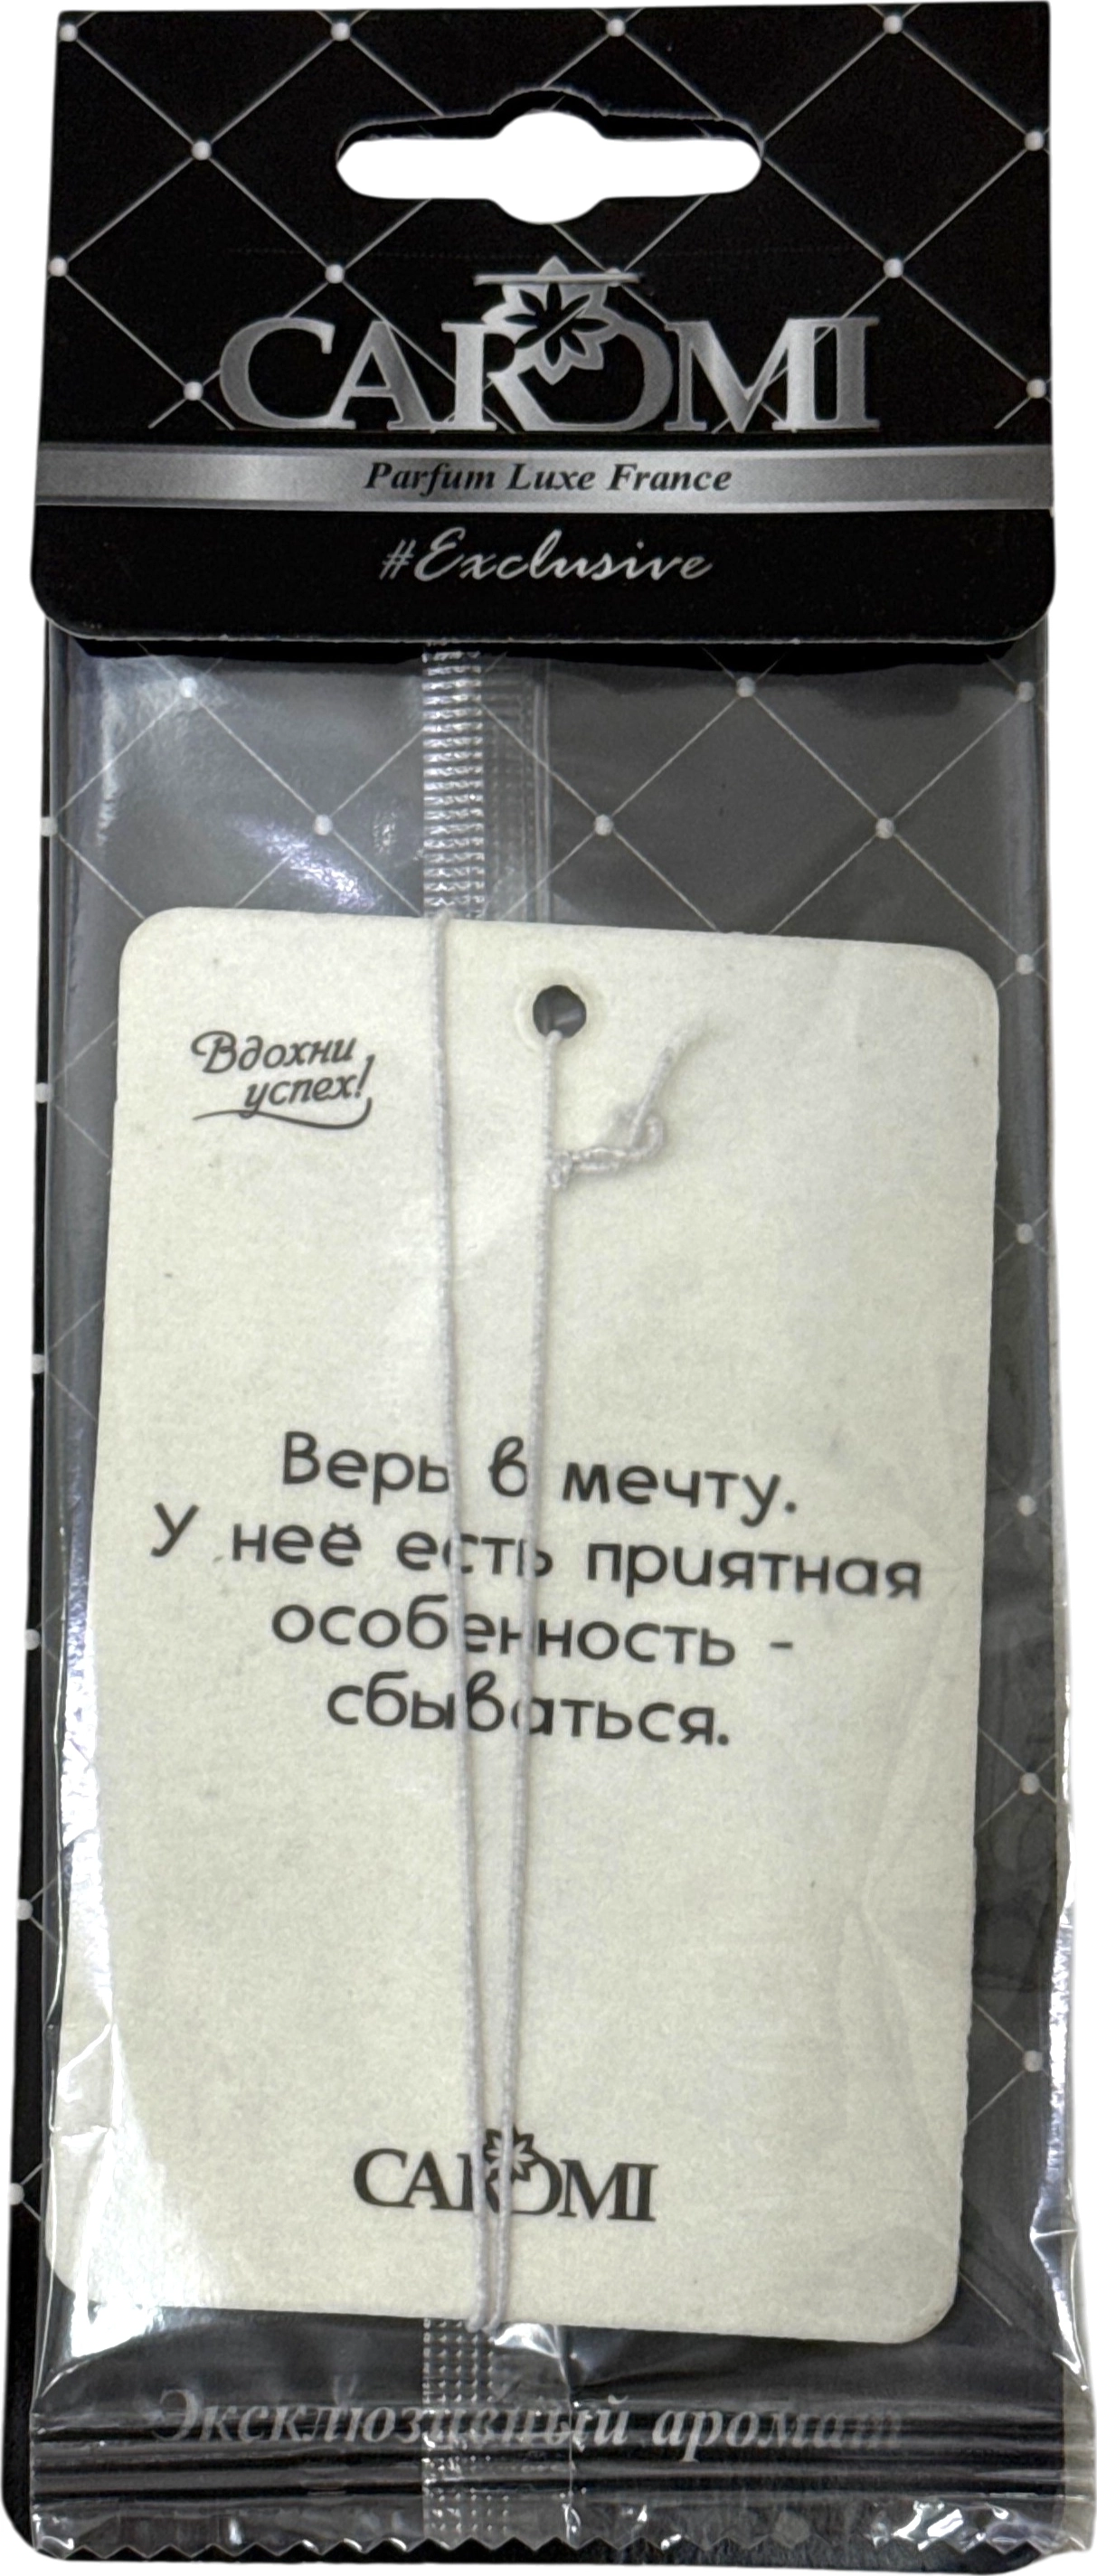 CAROMI
Parfum Luxe France
#Exclusive
Вдохни
успех!
Верь в мечту.
У неё есть приятная
особенность -
сбываться.
CAROMI
Эксклюзивный аромат